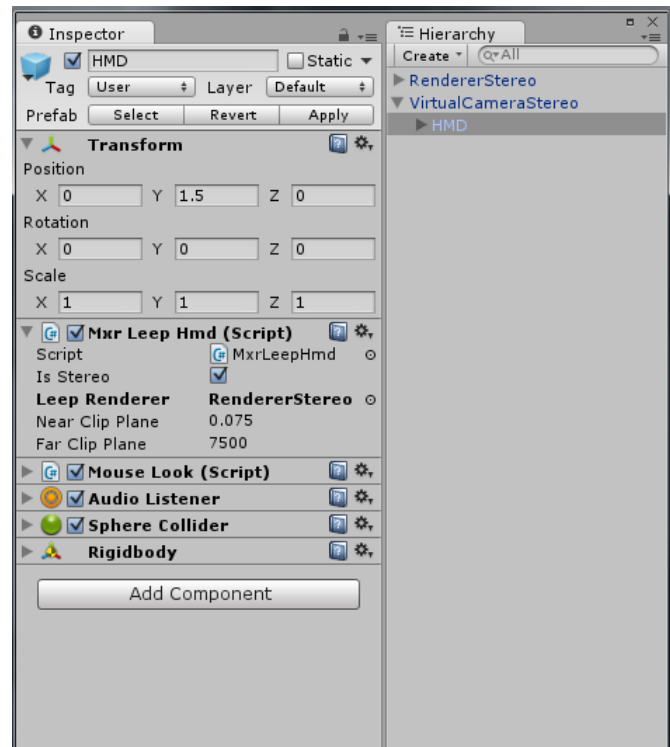 Inspector
HMD Static
Tag User Layer Default
Prefab Select Revert Apply
Transform
Position
X 0 Y 1.5 Z 0
Rotation
X 0 Y 0 Z 0
Scale
X 1 Y 1 Z 1
Mxr Leep Hmd (Script)
Script MxrLeepHmd
Is Stereo
Leep Renderer RendererStereo
Near Clip Plane 0.075
Far Clip Plane 7500
Mouse Look (Script)
Audio Listener
Sphere Collider
Rigidbody
Add Component
Hierarchy
Create All
RendererStereo
VirtualCameraStereo
HMD